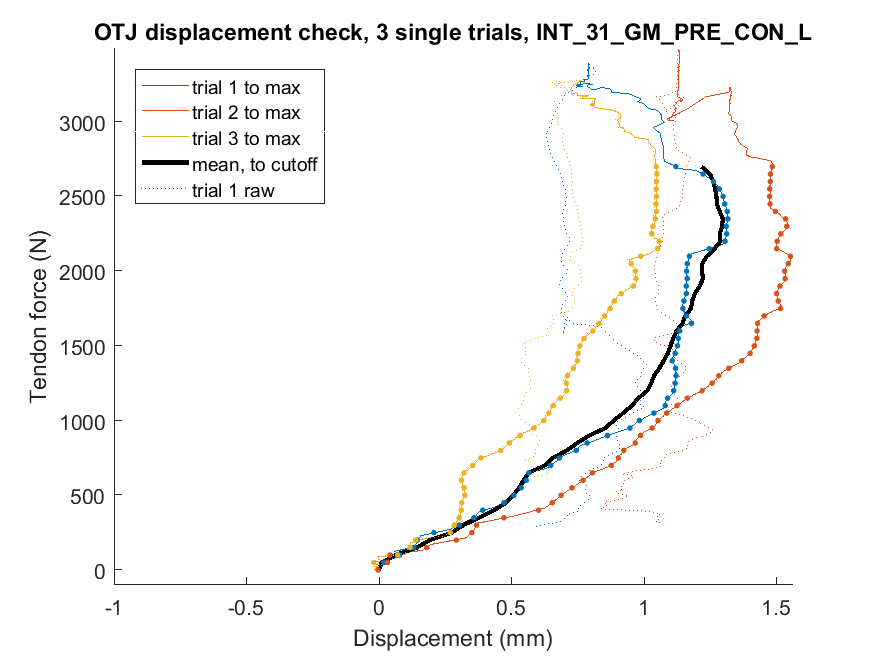 OTJ displacement check, 3 single trials, INT_31_GM_PRE_CON_L
trial 1 to max
trial 2 to max
trial 3 to max
mean, to cutoff
trial 1 raw
3000
2500
2000
1500
1000
500
0
Tendon force (N)
-1
-0.5
0
0.5
1
1.5
Displacement (mm)